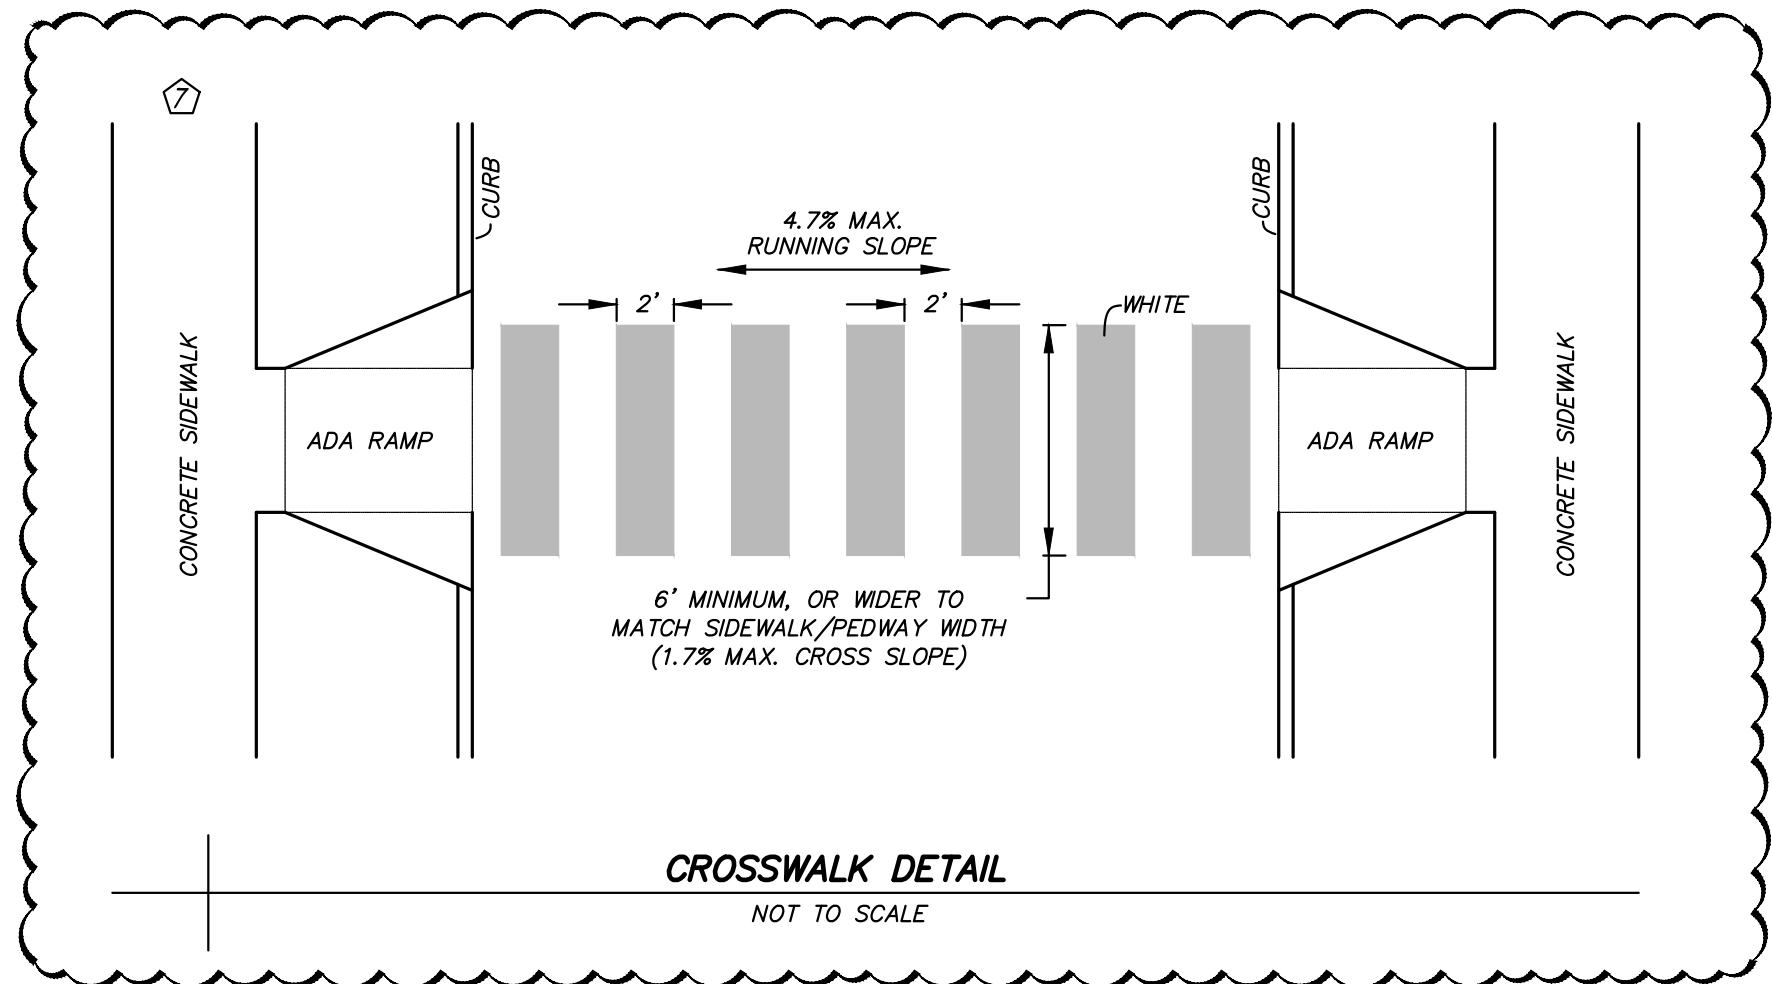 7
CURB
CURB
4.7% MAX.
RUNNING SLOPE
2'
2'
WHITE
CONCRETE SIDEWALK
ADA RAMP
ADA RAMP
CONCRETE SIDEWALK
6' MINIMUM, OR WIDER TO
MATCH SIDEWALK/PEDWAY WIDTH
(1.7% MAX. CROSS SLOPE)
CROSSWALK DETAIL
NOT TO SCALE